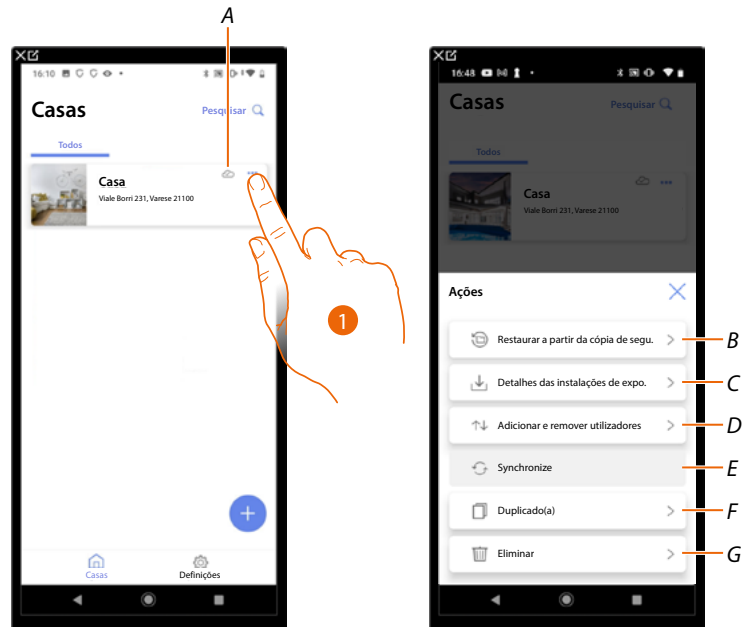 A
16:10
Casas
Pesquisar
Todos
Casa
Viale Borri 231, Varese 21100
1
Casas
Definições
16:48
Casas
Pesquisar
Todos
Casa
Viale Borri 231, Varese 21100
Ações
Restaurar a partir da cópia de segu.
B
Detalhes das instalações de expo.
C
Adicionar e remover utilizadores
D
Synchronize
E
Duplicado(a)
F
Eliminar
G